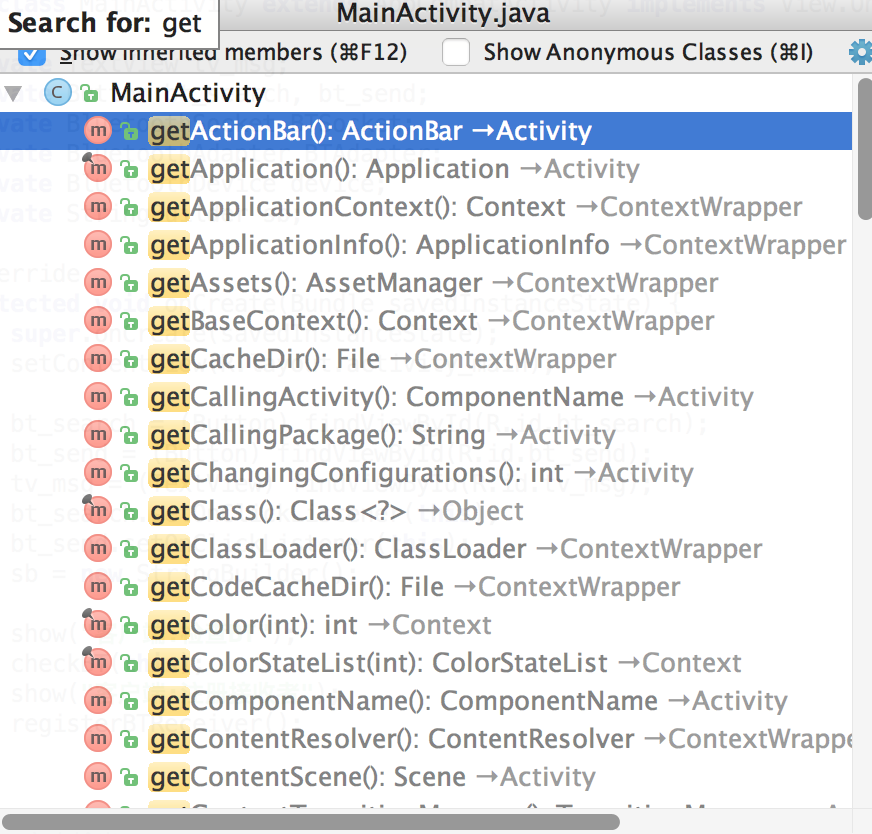 MainActivity.java
Search for: get
Show inherited members (⌘F12) Show Anonymous Classes (⌘I)
C MainActivity
m getActionBar(): ActionBar →Activity
m getApplication(): Application →Activity
m getApplicationContext(): Context →ContextWrapper
m getApplicationInfo(): ApplicationInfo →ContextWrapper
m getAssets(): AssetManager →ContextWrapper
m getBaseContext(): Context →ContextWrapper
m getCacheDir(): File →ContextWrapper
m getCallingActivity(): ComponentName →Activity
m getCallingPackage(): String →Activity
m getChangingConfigurations(): int →Activity
m getClass(): Class<?> →Object
m getClassLoader(): ClassLoader →ContextWrapper
m getCodeCacheDir(): File →ContextWrapper
m getColor(int): int →Context
m getColorStateList(int): ColorStateList →Context
m getComponentName(): ComponentName →Activity
m getContentResolver(): ContentResolver →ContextWrappe
m getContentScene(): Scene →Activity